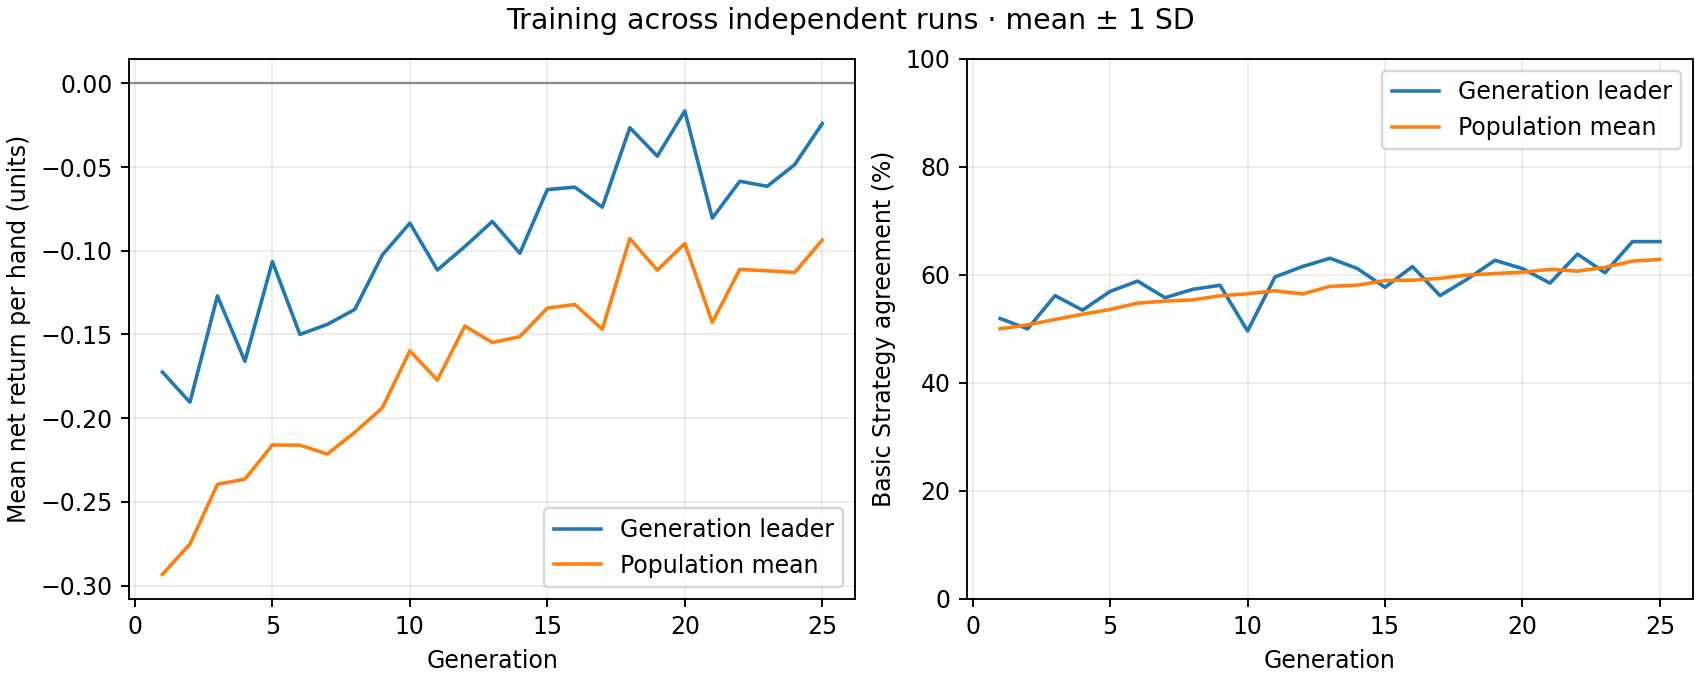 Training across independent runs · mean ± 1 SD
Mean net return per hand (units)
0.00
−0.05
−0.10
−0.15
−0.20
−0.25
−0.30
0
5
10
15
20
25
Generation
Generation leader
Population mean
Basic Strategy agreement (%)
100
80
60
40
20
0
0
5
10
15
20
25
Generation
Generation leader
Population mean